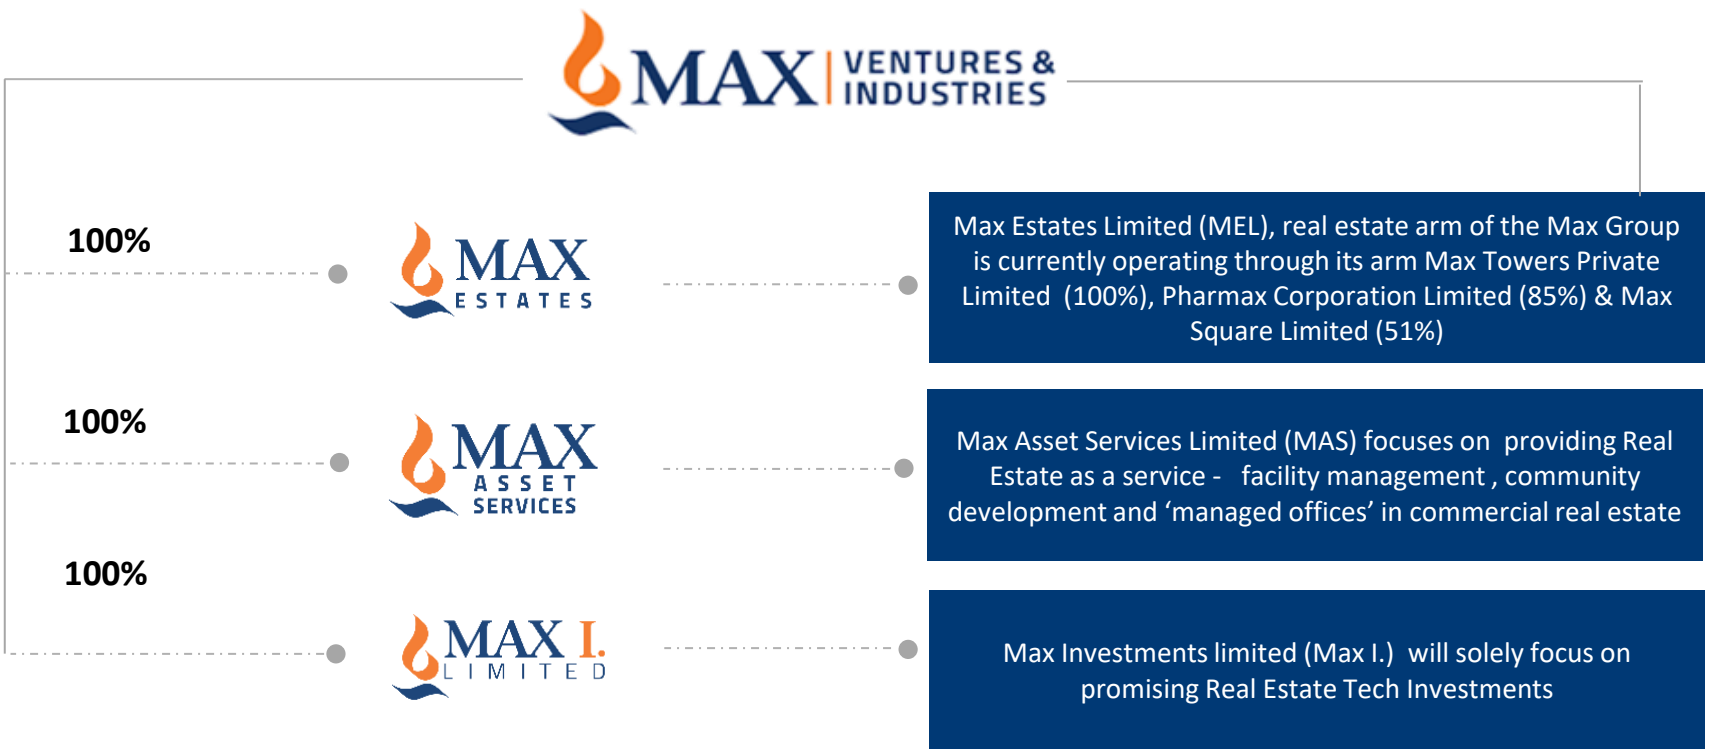 MAX VENTURES &
INDUSTRIES
100%
MAX
ESTATES
Max Estates Limited (MEL), real estate arm of the Max Group
is currently operating through its arm Max Towers Private
Limited (100%), Pharmax Corporation Limited (85%) & Max
Square Limited (51%)
100%
MAX
ASSET
SERVICES
Max Asset Services Limited (MAS) focuses on providing Real
Estate as a service - facility management , community
development and ‘managed offices’ in commercial real estate
100%
MAX I.
LIMITED
Max Investments limited (Max I.) will solely focus on
promising Real Estate Tech Investments